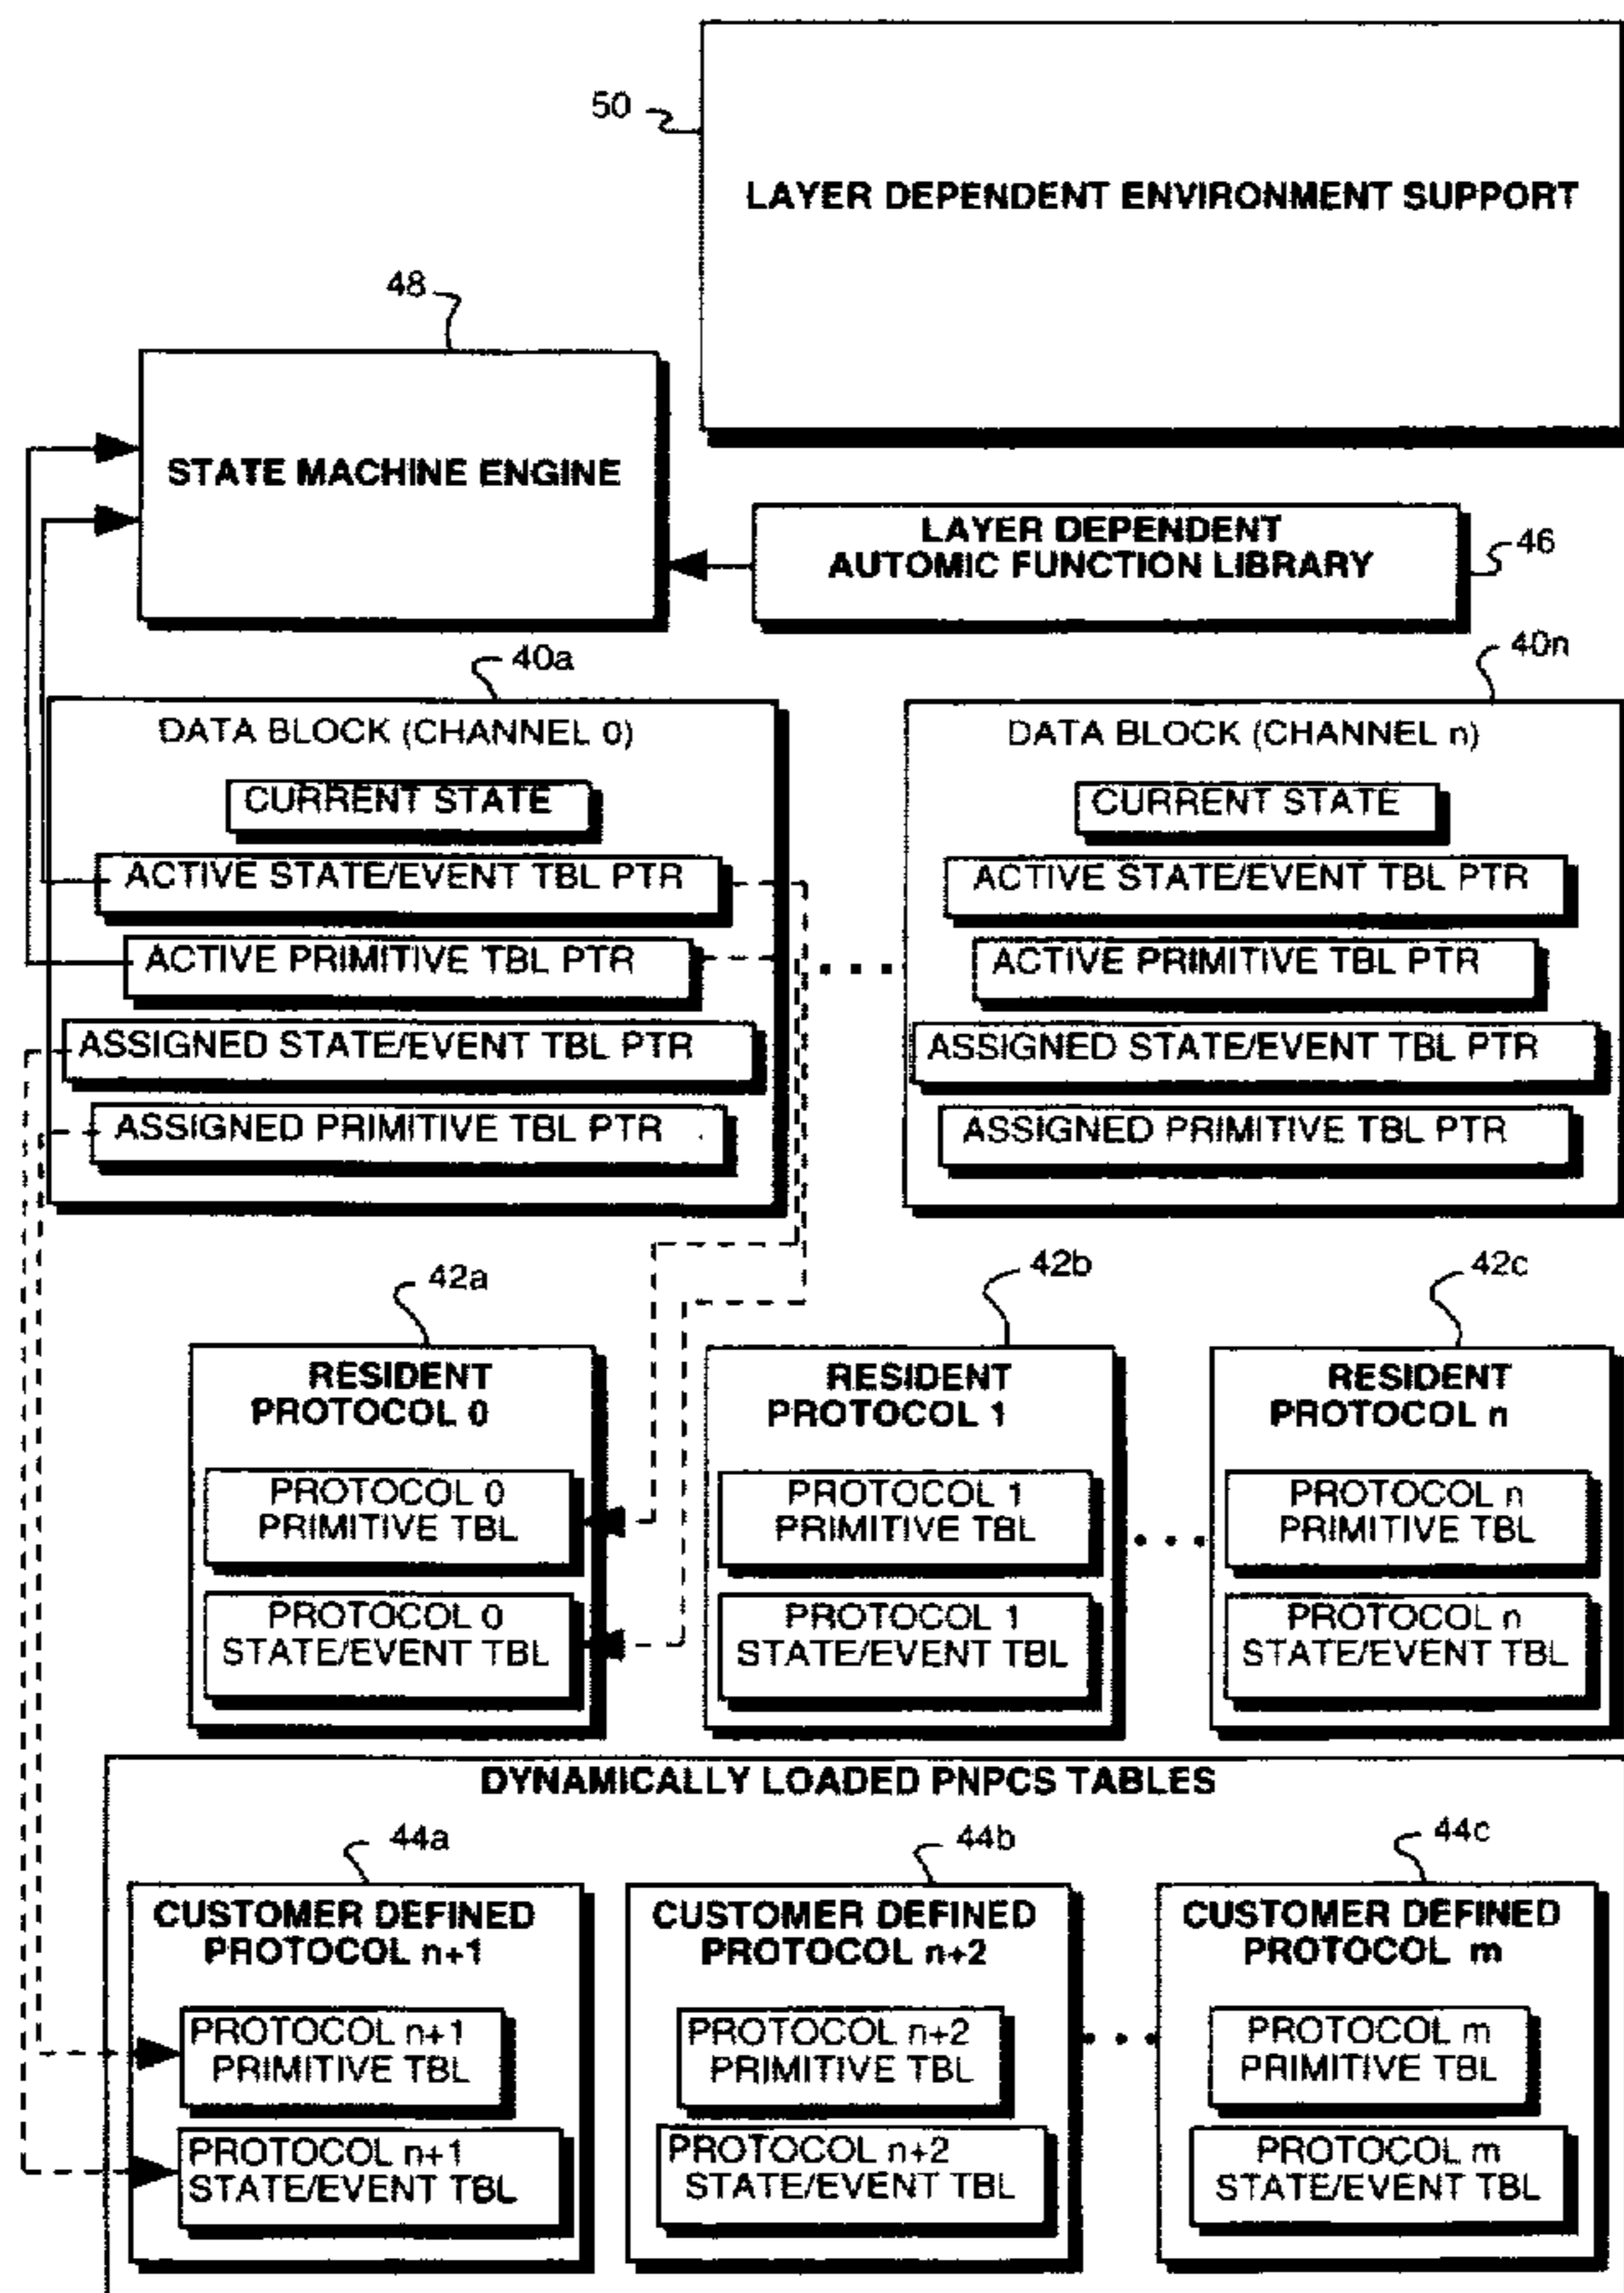 50
LAYER DEPENDENT ENVIRONMENT SUPPORT
48
STATE MACHINE ENGINE
LAYER DEPENDENT
AUTOMIC FUNCTION LIBRARY
46
40a
DATA BLOCK (CHANNEL 0)
CURRENT STATE
ACTIVE STATE/EVENT TBL PTR
ACTIVE PRIMITIVE TBL PTR
ASSIGNED STATE/EVENT TBL PTR
ASSIGNED PRIMITIVE TBL PTR
40n
DATA BLOCK (CHANNEL n)
CURRENT STATE
ACTIVE STATE/EVENT TBL PTR
ACTIVE PRIMITIVE TBL PTR
ASSIGNED STATE/EVENT TBL PTR
ASSIGNED PRIMITIVE TBL PTR
42a
RESIDENT
PROTOCOL 0
PROTOCOL 0
PRIMITIVE TBL
PROTOCOL 0
STATE/EVENT TBL
42b
RESIDENT
PROTOCOL 1
PROTOCOL 1
PRIMITIVE TBL
PROTOCOL 1
STATE/EVENT TBL
42c
RESIDENT
PROTOCOL n
PROTOCOL n
PRIMITIVE TBL
PROTOCOL n
STATE/EVENT TBL
DYNAMICALLY LOADED PNPCS TABLES
44a
CUSTOMER DEFINED
PROTOCOL n+1
PROTOCOL n+1
PRIMITIVE TBL
PROTOCOL n+1
STATE/EVENT TBL
44b
CUSTOMER DEFINED
PROTOCOL n+2
PROTOCOL n+2
PRIMITIVE TBL
PROTOCOL n+2
STATE/EVENT TBL
44c
CUSTOMER DEFINED
PROTOCOL m
PROTOCOL m
PRIMITIVE TBL
PROTOCOL m
STATE/EVENT TBL